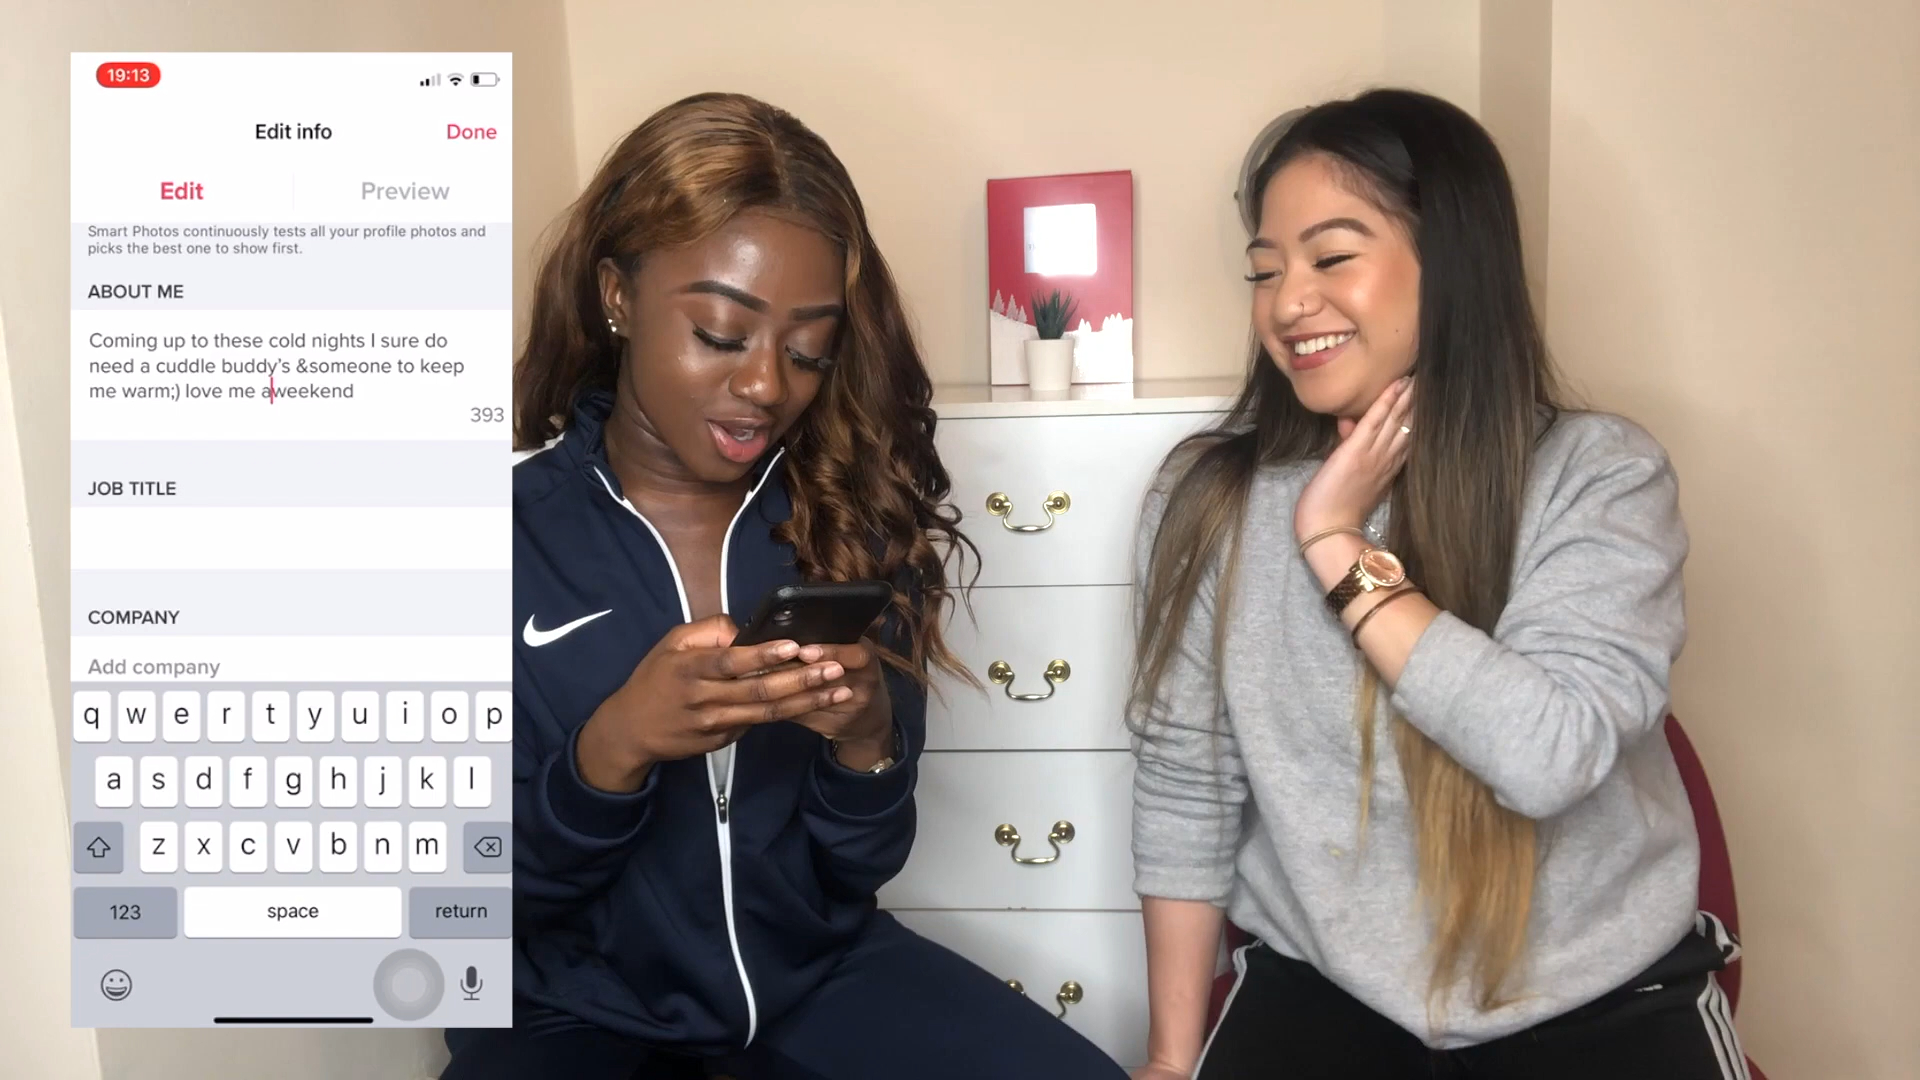 19:13
Edit info
Done
Edit
Preview
Smart Photos continuously tests all your profile photos and
picks the best one to show first.
ABOUT ME
Coming up to these cold nights I sure do
need a cuddle buddy's &someone to keep
me warm;) love me aweekend
393
JOB TITLE
COMPANY
Add company
q w e r t y u i o p
a s d f g h j k l
z x c v b n m
123
space
return